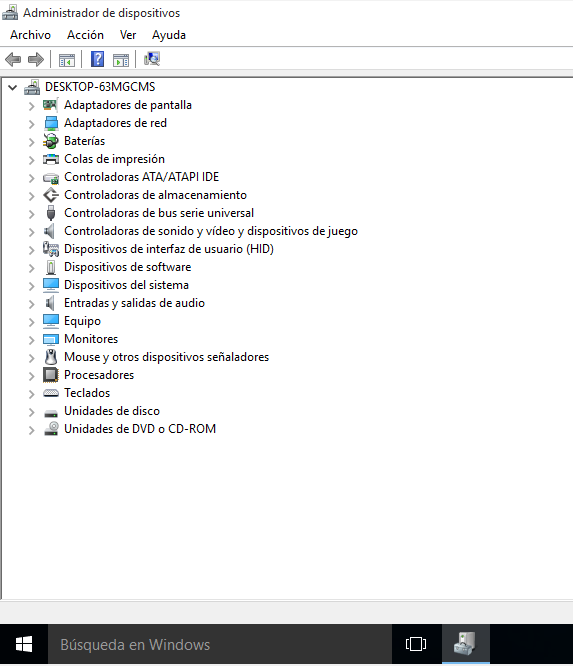 Administrador de dispositivos
Archivo Acción Ver Ayuda
DESKTOP-63MGCMS
Adaptadores de pantalla
Adaptadores de red
Baterías
Colas de impresión
Controladoras ATA/ATAPI IDE
Controladoras de almacenamiento
Controladoras de bus serie universal
Controladoras de sonido y vídeo y dispositivos de juego
Dispositivos de interfaz de usuario (HID)
Dispositivos de software
Dispositivos del sistema
Entradas y salidas de audio
Equipo
Monitores
Mouse y otros dispositivos señaladores
Procesadores
Teclados
Unidades de disco
Unidades de DVD o CD-ROM
Búsqueda en Windows